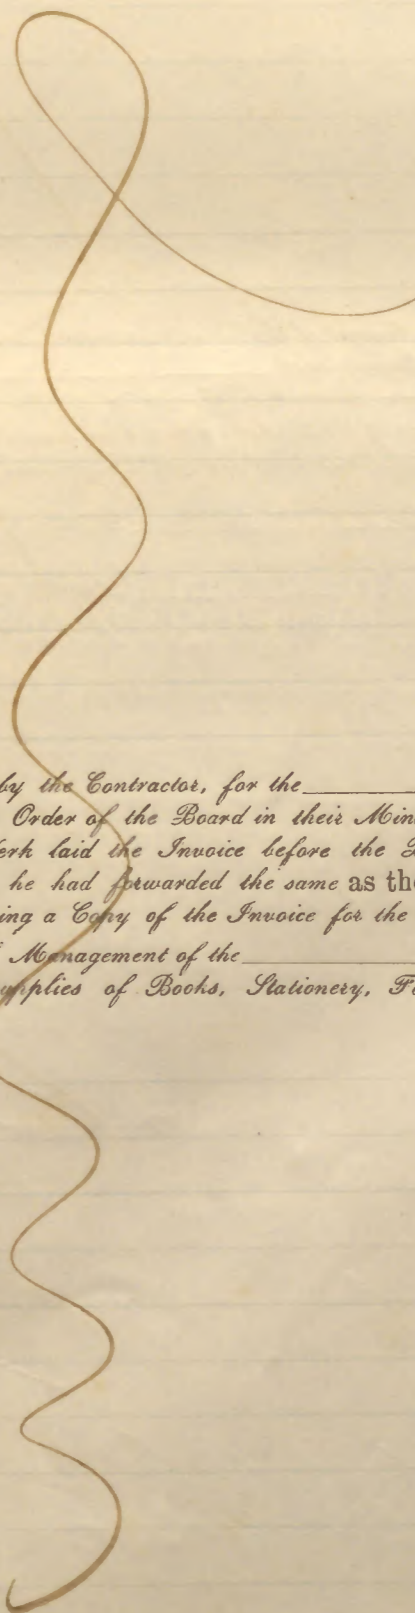 by the Contractor, for the
Order of the Board in their Min
erk laid the Invoice before the
he had forwarded the same as the
ing a Copy of the Invoice for the
Management of the
upplies of Books, Stationery, F